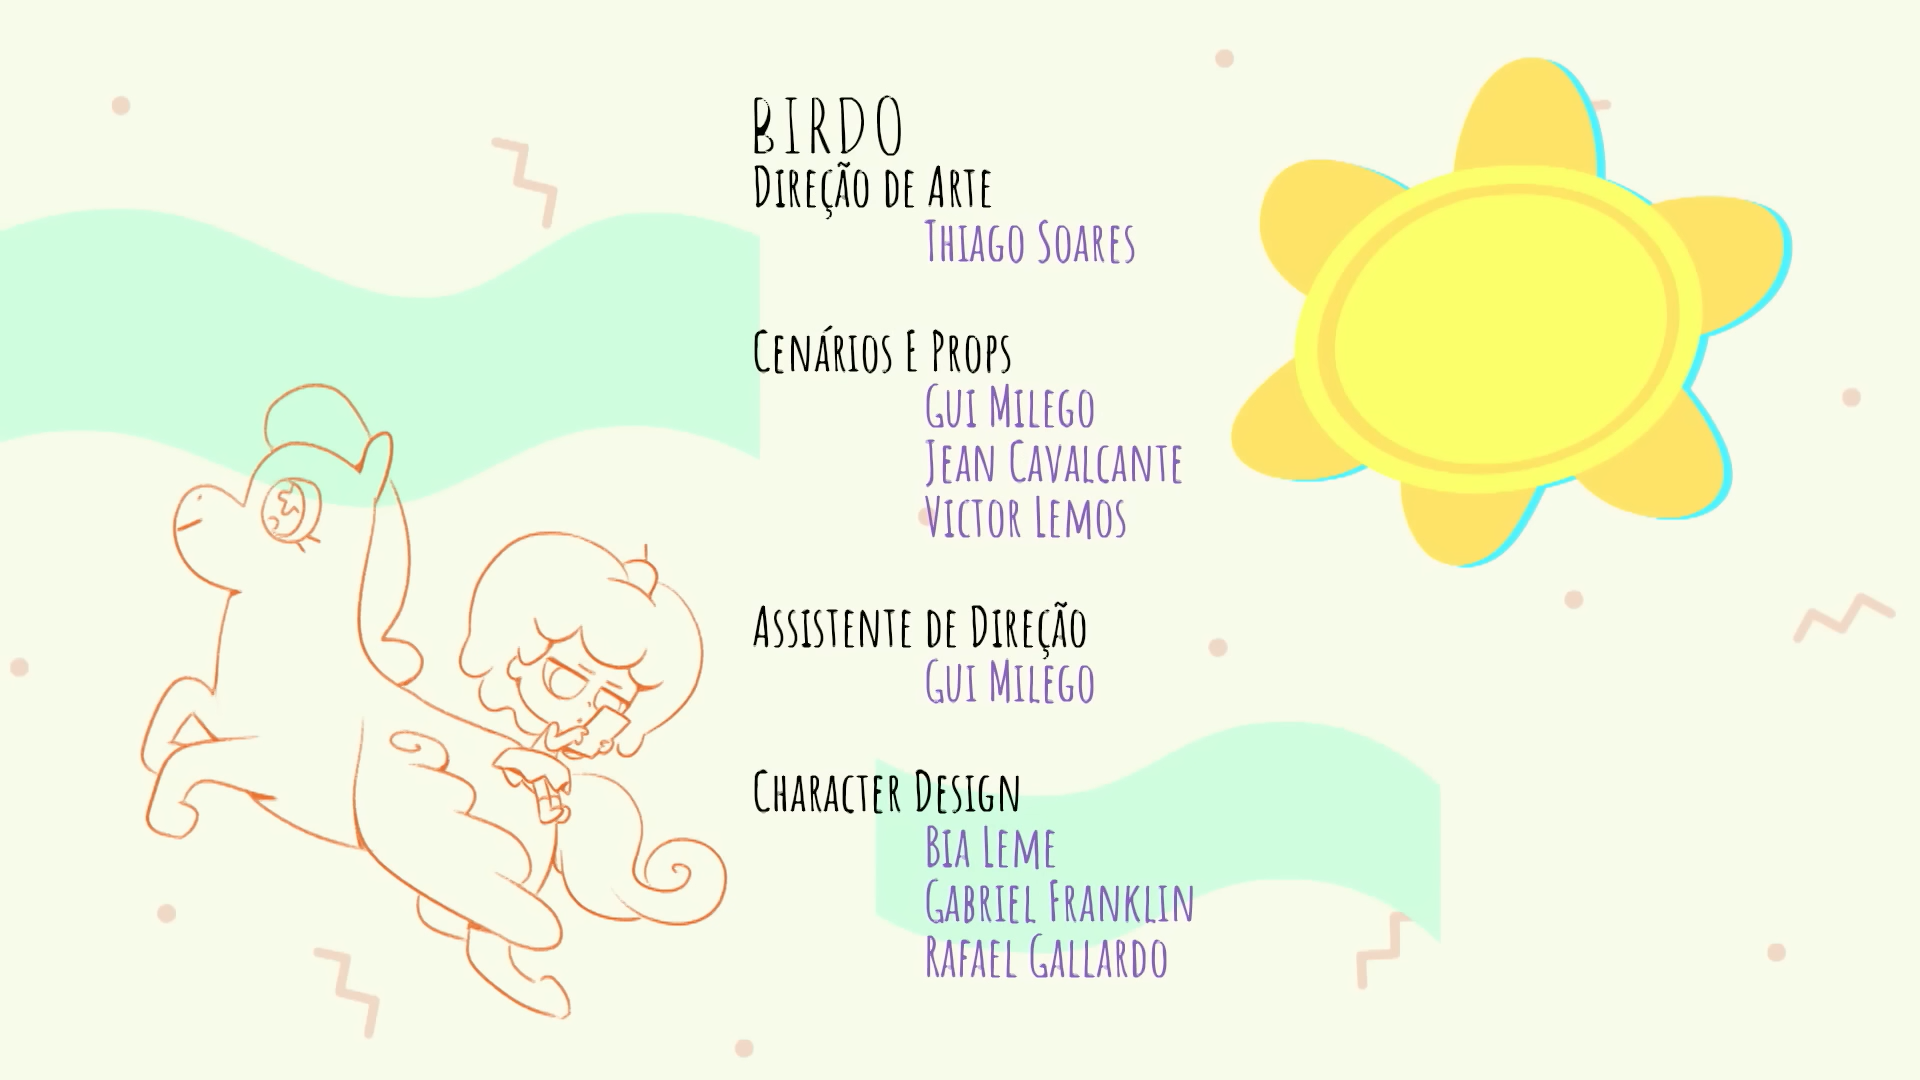 BIRDO
Direção de Arte
Thiago Soares
Cenários E Props
Gui Milego
Jean Cavalcante
Victor Lemos
Assistente de Direção
Gui Milego
Character Design
Bia Leme
Gabriel Franklin
Rafael Gallardo